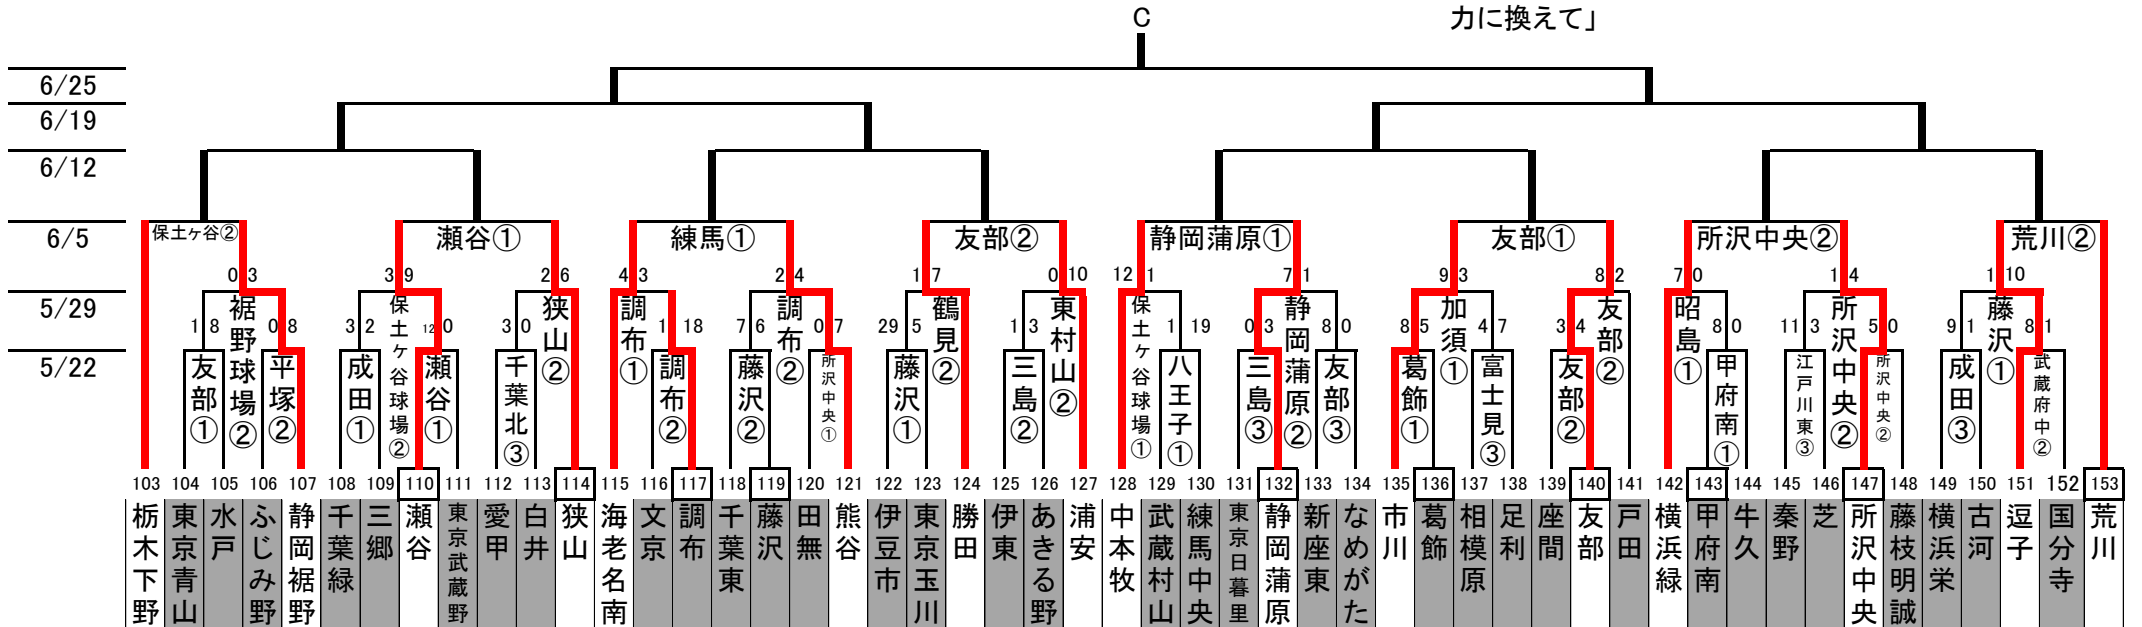 C
力に換えて」
6/25
6/19
6/12
6/5
保土ヶ谷②
瀬谷①
練馬①
友部②
静岡蒲原①
友部①
所沢中央②
荒川②
0 3
3 9
2 6
4 3
2 4
1 7
0 10
12 1
7 1
9 3
8 2
7 0
1 4
1 10
5/29
裾野球場②
保土ヶ谷球場②
狭山②
調布①
調布②
鶴見②
東村山②
保土ヶ谷球場①
静岡蒲原②
加須①
友部②
昭島①
所沢中央②
藤沢①
1 8
0 8
3 2
12 0
3 0
1 18
7 6
0 7
29 5
1 3
1 19
0 3
8 0
8 5
4 7
3 4
8 0
11 3
5 0
9 1
8 1
5/22
友部①
平塚②
成田①
瀬谷①
千葉北③
調布②
藤沢②
所沢中央①
藤沢①
三島②
八王子①
三島③
友部③
葛飾①
富士見③
友部②
甲府南①
江戸川東③
所沢中央②
成田③
武蔵府中②
103 104 105 106 107 108 109 110 111 112 113 114 115 116 117 118 119 120 121 122 123 124 125 126 127 128 129 130 131 132 133 134 135 136 137 138 139 140 141 142 143 144 145 146 147 148 149 150 151 152 153
栃木下野
東京青山
水戸
ふじみ野
静岡裾野
千葉緑
三郷
瀬谷
東京武蔵野
愛甲
白井
狭山
海老名南
文京
調布
千葉東
藤沢
田無
熊谷
伊豆市
東京玉川
勝田
伊東
あきる野
浦安
中本牧
武蔵村山
練馬中央
東京日暮里
静岡蒲原
新座東
なめがた
市川
葛飾
相模原
足利
座間
友部
戸田
横浜緑
甲府南
牛久
秦野
芝
所沢中央
藤枝明誠
横浜栄
古河
逗子
国分寺
荒川